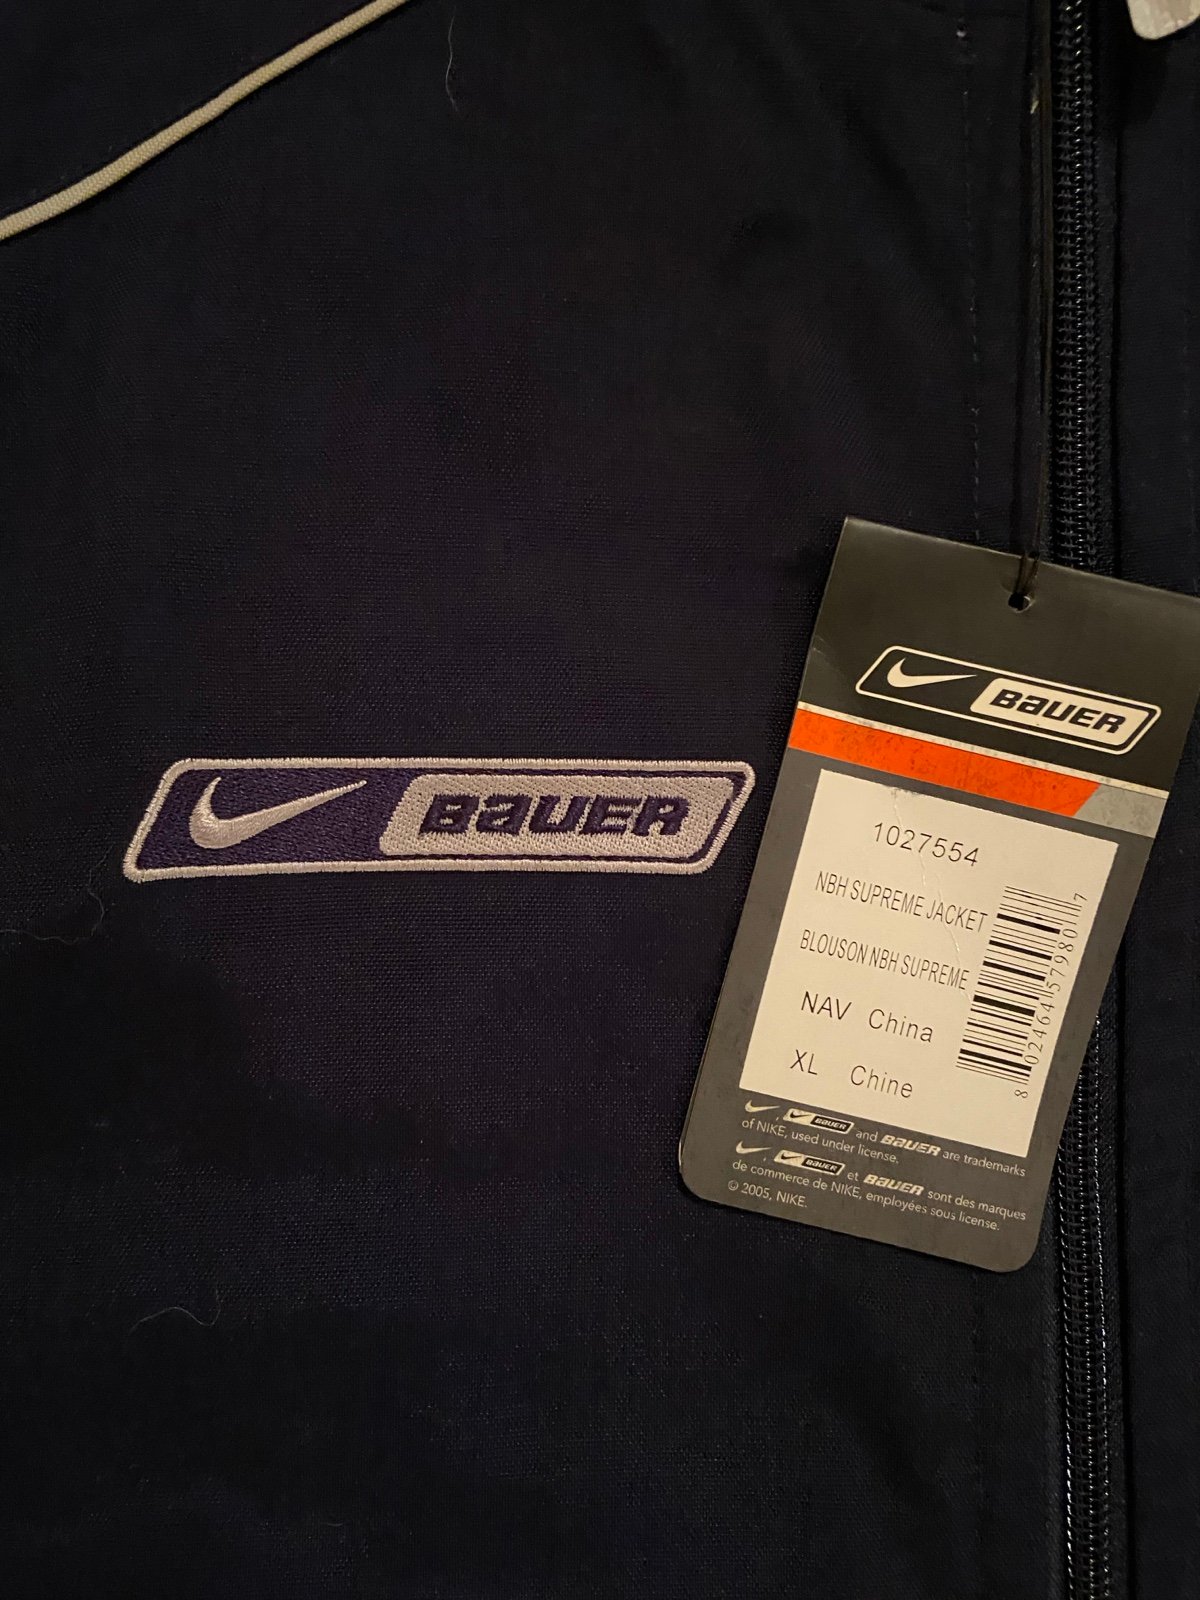 BAUER
BAUER
1027554
NBH SUPREME JACKET
BLOUSON NBH SUPREME
NAV China
XL Chine
8 02464 57980 7
, BAUER and BAUER are trademarks
of NIKE, used under license.
, BAUER et BAUER sont des marques
de commerce de NIKE, employées sous license.
© 2005, NIKE.